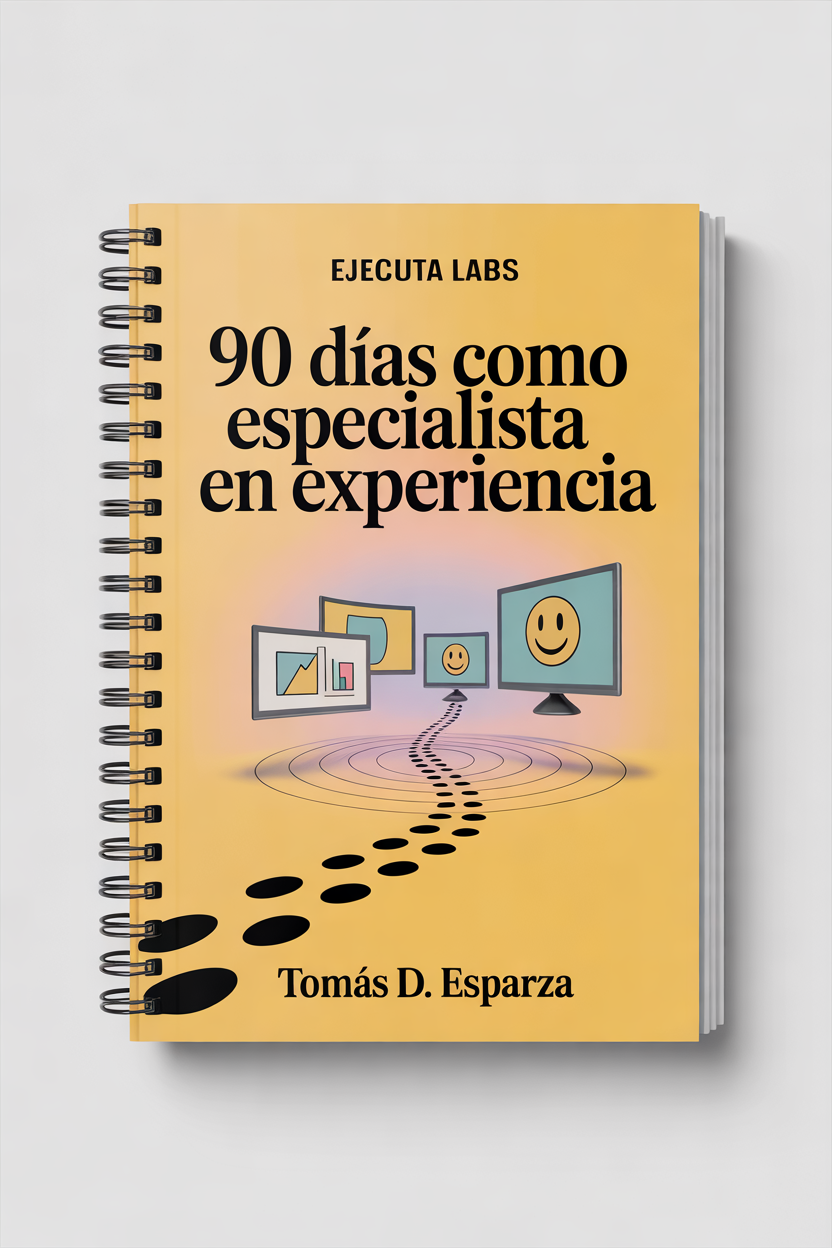 EJECUTA LABS
90 días como
especialista
en experiencia
Tomás D. Esparza